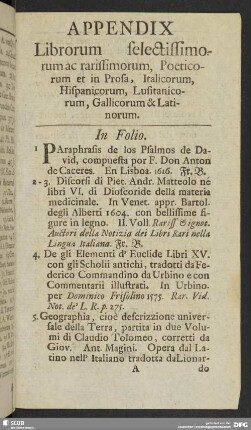 APPENDIX
Librorum selectissimo-
rum ac rarissimorum, Poetico-
rum et in Prosa, Italicorum,
Hispanicorum, Lusitanico-
rum, Gallicorum & Lati-
norum.
In Folio.
1 PAraphrasis de los Psalmos de Da-
vid, compuesta por F. Don Anton
de Caceres. En Lisboa. 1616. Fr. B.
2-3. Discorsi di Piet. Andr. Matteolo ne
libri VI. di Dioscoride della materia
medicinale. In Venet. appr. Bartol.
degl Alberti 1604. con bellissime fi-
gure in legno. II. Voll. Rariss
Auctori della Notizia dei Libri Rari nella
Lingua Italiana. Fr. B.
4. De gli Elementi d' Euclide Libri XV.
con gli Scholii antichi, tradotti da Fe-
derico Commandino da Urbino e con
Commentarii illustrati. In Urbino.
per Dominico Frisolino 1575. Rar. Vid.
Not. de' L. R. p. 275.
5. Geographia, cioè descrizzione univer-
sale della Terra, partita in due Volu-
mi di Claudio Tolomeo, corretti da
Giov. Ant. Magini. Opera dal La-
tino nell' Italiano tradotta da Lionar-
A do
SLUB